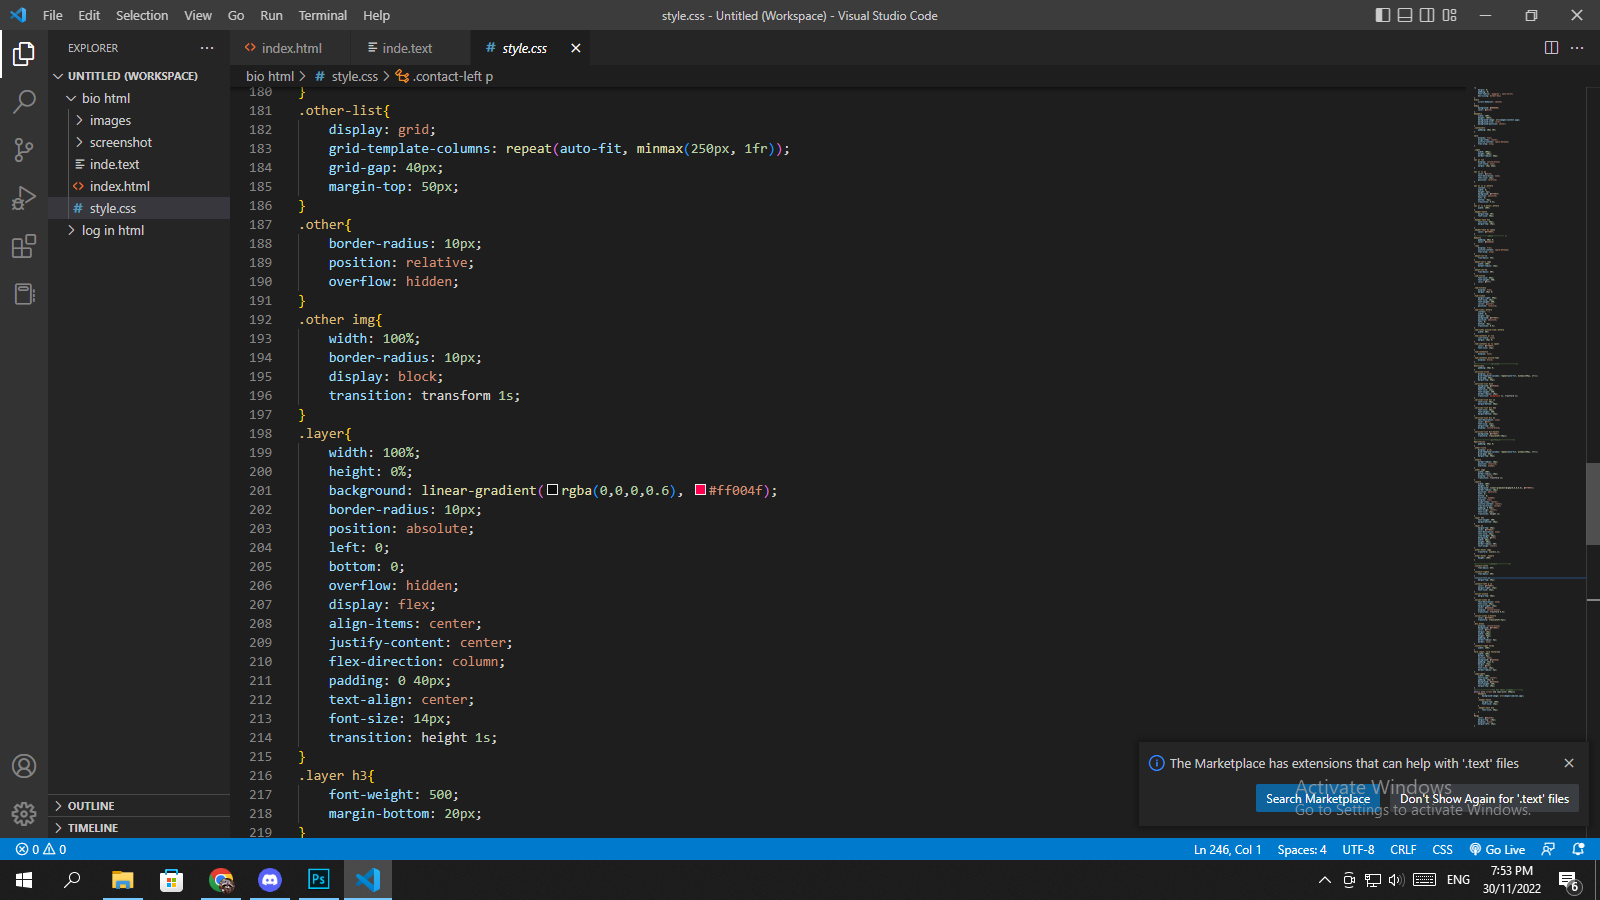 File Edit Selection View Go Run Terminal Help
style.css - Untitled (Workspace) - Visual Studio Code
EXPLORER
UNTITLED (WORKSPACE)
bio html
images
screenshot
inde.text
index.html
style.css
log in html
OUTLINE
TIMELINE
index.html inde.text # style.css
bio html > # style.css > .contact-left p
180 }
181 .other-list{
182 display: grid;
183 grid-template-columns: repeat(auto-fit, minmax(250px, 1fr));
184 grid-gap: 40px;
185 margin-top: 50px;
186 }
187 .other{
188 border-radius: 10px;
189 position: relative;
190 overflow: hidden;
191 }
192 .other img{
193 width: 100%;
194 border-radius: 10px;
195 display: block;
196 transition: transform 1s;
197 }
198 .layer{
199 width: 100%;
200 height: 0%;
201 background: linear-gradient(rgba(0,0,0,0.6), #ff004f);
202 border-radius: 10px;
203 position: absolute;
204 left: 0;
205 bottom: 0;
206 overflow: hidden;
207 display: flex;
208 align-items: center;
209 justify-content: center;
210 flex-direction: column;
211 padding: 0 40px;
212 text-align: center;
213 font-size: 14px;
214 transition: height 1s;
215 }
216 .layer h3{
217 font-weight: 500;
218 margin-bottom: 20px;
219 }
The Marketplace has extensions that can help with '.text' files
Search Marketplace Don't Show Again for '.text' files
Activate Windows
Go to Settings to activate Windows.
0 0
Ln 246, Col 1 Spaces: 4 UTF-8 CRLF CSS Go Live
Ps
ENG
7:53 PM
30/11/2022
6